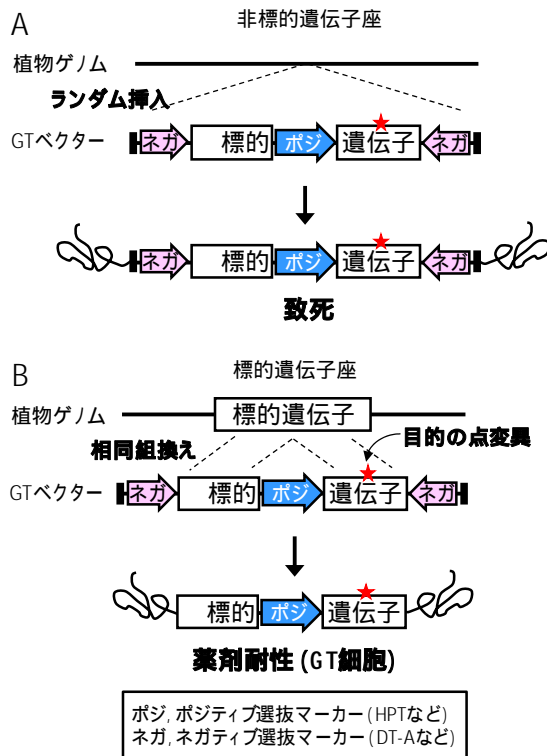 A
非標的遺伝子座
植物ゲノム
ランダム挿入
GTベクター ネガ 標的 ポジ 遺伝子 ネガ
ネガ 標的 ポジ 遺伝子 ネガ
致死
B
標的遺伝子座
植物ゲノム 標的遺伝子
相同組換え 目的の点変異
GTベクター ネガ 標的 ポジ 遺伝子 ネガ
標的 ポジ 遺伝子
薬剤耐性 (GT細胞)
ポジ, ポジティブ選抜マーカー (HPTなど)
ネガ, ネガティブ選抜マーカー (DT-Aなど)